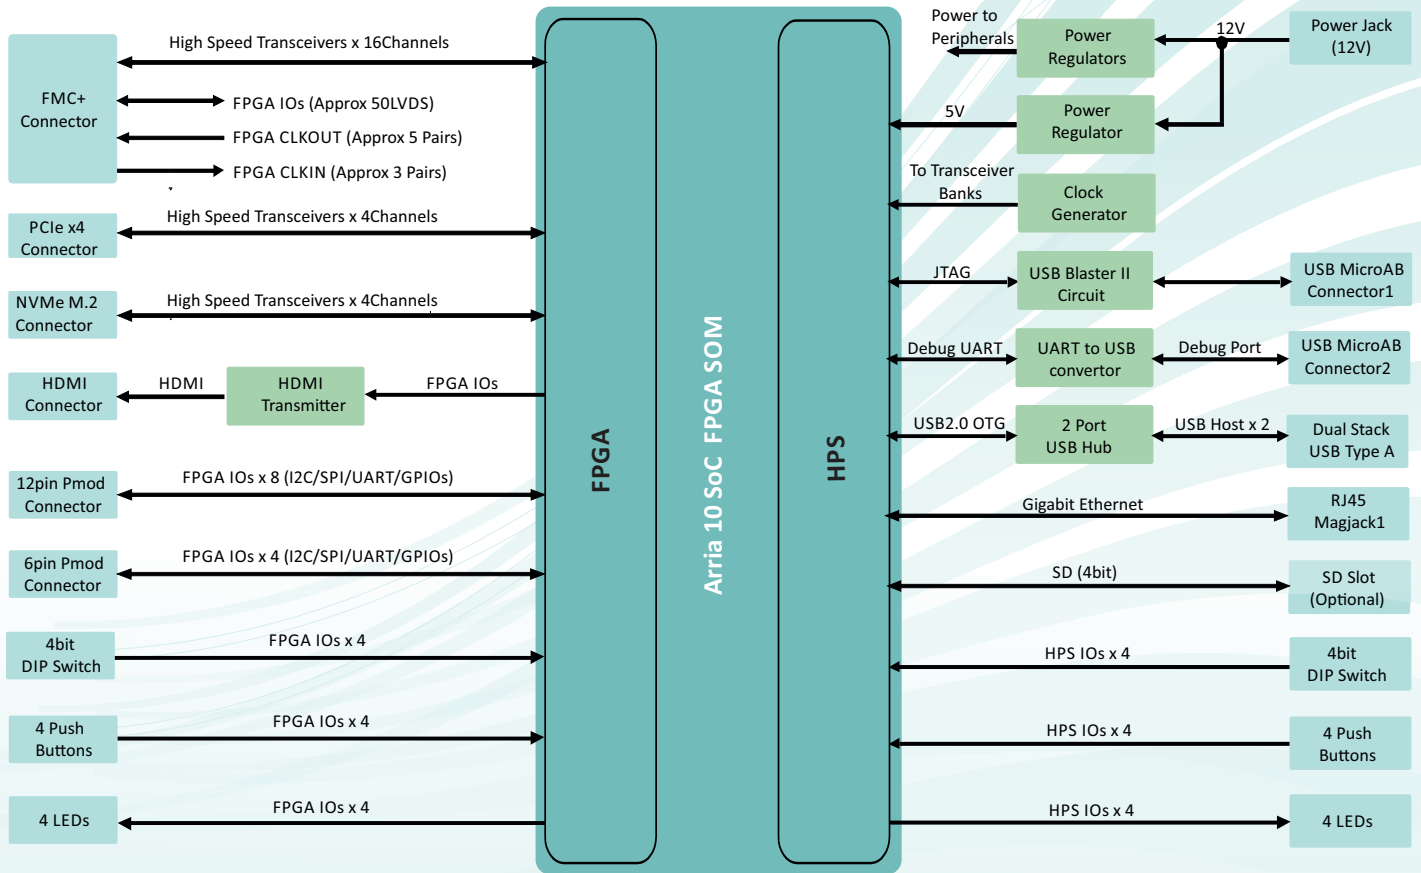 High Speed Transceivers x 16Channels
FMC+
Connector
FPGA IOs (Approx 50LVDS)
FPGA CLKOUT (Approx 5 Pairs)
FPGA CLKIN (Approx 3 Pairs)
PCIe x4
Connector
High Speed Transceivers x 4Channels
NVMe M.2
Connector
High Speed Transceivers x 4Channels
HDMI
Connector
HDMI
HDMI
Transmitter
FPGA IOs
12pin Pmod
Connector
FPGA IOs x 8 (I2C/SPI/UART/GPIOs)
6pin Pmod
Connector
FPGA IOs x 4 (I2C/SPI/UART/GPIOs)
4bit
DIP Switch
FPGA IOs x 4
4 Push
Buttons
FPGA IOs x 4
4 LEDs
FPGA IOs x 4
FPGA
Arria 10 SoC FPGA SOM
HPS
Power to
Peripherals
Power
Regulators
12V
Power Jack
(12V)
5V
Power
Regulator
To Transceiver
Banks
Clock
Generator
JTAG
USB Blaster II
Circuit
USB MicroAB
Connector1
Debug UART
UART to USB
convertor
Debug Port
USB MicroAB
Connector2
USB2.0 OTG
2 Port
USB Hub
USB Host x 2
Dual Stack
USB Type A
Gigabit Ethernet
RJ45
Magjack1
SD (4bit)
SD Slot
(Optional)
HPS IOs x 4
4bit
DIP Switch
HPS IOs x 4
4 Push
Buttons
HPS IOs x 4
4 LEDs